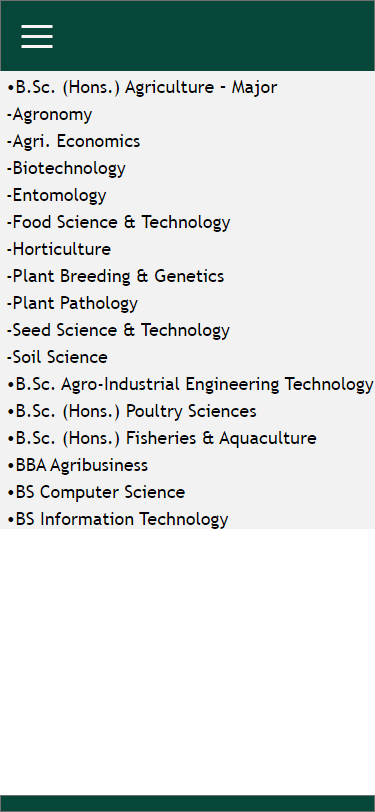 •B.Sc. (Hons.) Agriculture – Major
-Agronomy
-Agri. Economics
-Biotechnology
-Entomology
-Food Science & Technology
-Horticulture
-Plant Breeding & Genetics
-Plant Pathology
-Seed Science & Technology
-Soil Science
•B.Sc. Agro-Industrial Engineering Technology
•B.Sc. (Hons.) Poultry Sciences
•B.Sc. (Hons.) Fisheries & Aquaculture
•BBA Agribusiness
•BS Computer Science
•BS Information Technology